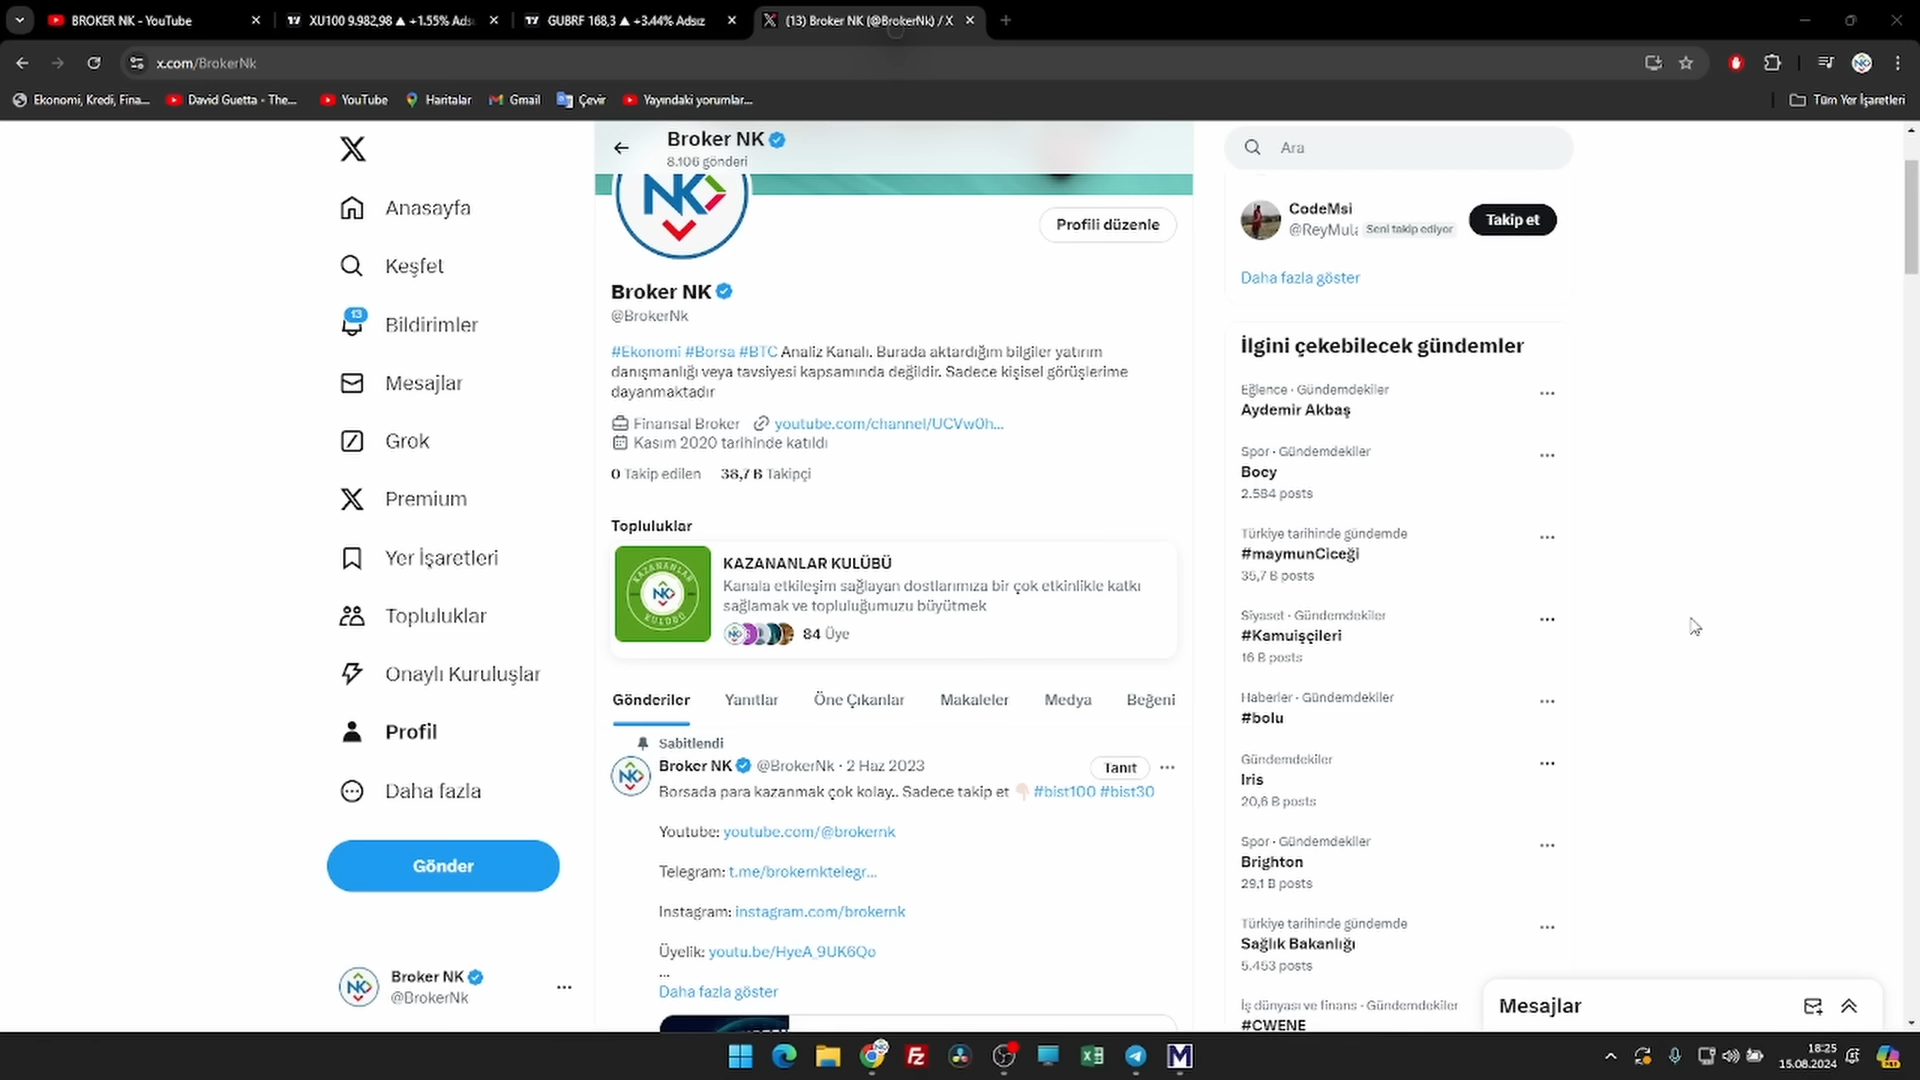 BROKER NK - YouTube
XU100 9.982,98 ▲ +1.55% Ads
GUBRF 168,3 ▲ +3.44% Adsız
(13) Broker NK (@BrokerNk) / X
x.com/BrokerNk
Ekonomi, Kredi, Fina...
David Guetta - The...
YouTube
Haritalar
Gmail
Çevir
Yayındaki yorumlar...
Tüm Yer İşaretleri
Anasayfa
Keşfet
13
Bildirimler
Mesajlar
Grok
Premium
Yer İşaretleri
Topluluklar
Onaylı Kuruluşlar
Profil
Daha fazla
Gönder
Broker NK
@BrokerNk
Broker NK
8.106 gönderi
NK
Profili düzenle
Broker NK
@BrokerNk
#Ekonomi #Borsa #BTC Analiz Kanalı. Burada aktardığım bilgiler yatırım
danışmanlığı veya tavsiyesi kapsamında değildir. Sadece kişisel görüşlerime
dayanmaktadır
Finansal Broker youtube.com/channel/UCVw0h...
Kasım 2020 tarihinde katıldı
0 Takip edilen 38,7 B Takipçi
Topluluklar
KAZANANLAR
NK
KULÜBÜ
KAZANANLAR KULÜBÜ
Kanala etkileşim sağlayan dostlarımıza bir çok etkinlikle katkı
sağlamak ve topluluğumuzu büyütmek
84 Üye
Gönderiler Yanıtlar Öne Çıkanlar Makaleler Medya Beğeni
Sabitlendi
Broker NK @BrokerNk · 2 Haz 2023
Tanıt
Borsada para kazanmak çok kolay.. Sadece takip et #bist100 #bist30
Youtube: youtube.com/@brokernk
Telegram: t.me/brokernktelegr...
Instagram: instagram.com/brokernk
Üyelik: youtu.be/HyeA_9UK6Qo
...
Daha fazla göster
Ara
CodeMsi
@ReyMula Seni takip ediyor
Takip et
Daha fazla göster
İlgini çekebilecek gündemler
Eğlence · Gündemdekiler
Aydemir Akbaş
Spor · Gündemdekiler
Bocy
2.584 posts
Türkiye tarihinde gündemde
#maymunCiceği
35,7 B posts
Siyaset · Gündemdekiler
#Kamuişçileri
16 B posts
Haberler · Gündemdekiler
#bolu
Gündemdekiler
Iris
20,6 B posts
Spor · Gündemdekiler
Brighton
29,1 B posts
Türkiye tarihinde gündemde
Sağlık Bakanlığı
5.453 posts
İş dünyası ve finans · Gündemdekiler
#CWENE
Mesajlar
18:25
15.08.2024